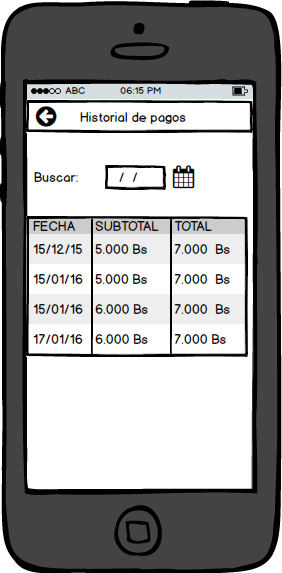 ABC 06:15 PM
Historial de pagos
Buscar: / /
FECHA SUBTOTAL TOTAL
15/12/15 5.000 Bs 7.000 Bs
15/01/16 5.000 Bs 7.000 Bs
15/01/16 6.000 Bs 7.000 Bs
17/01/16 6.000 Bs 7.000 Bs